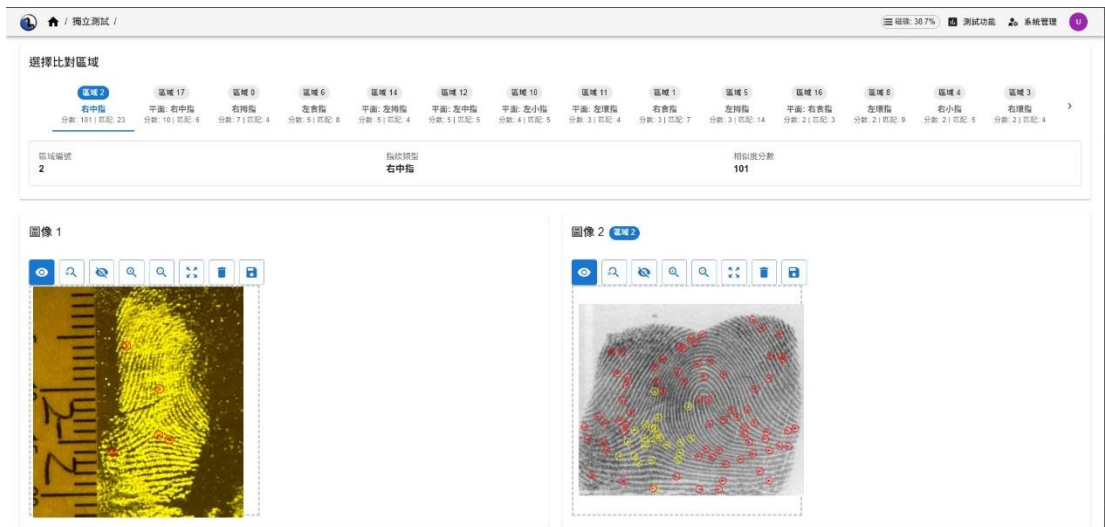 / 獨立測試 /
磁碟: 38.7%
測試功能
系統管理
U
選擇比對區域
區域 2
右中指
分數: 101 | 匹配: 23
區域 17
平面: 右中指
分數: 10 | 匹配: 6
區域 0
右拇指
分數: 7 | 匹配: 4
區域 6
左食指
分數: 5 | 匹配: 8
區域 14
平面: 左拇指
分數: 5 | 匹配: 4
區域 12
平面: 左中指
分數: 5 | 匹配: 5
區域 10
平面: 左小指
分數: 4 | 匹配: 5
區域 11
平面: 左環指
分數: 3 | 匹配: 4
區域 1
右食指
分數: 3 | 匹配: 7
區域 5
左拇指
分數: 3 | 匹配: 14
區域 16
平面: 右食指
分數: 2 | 匹配: 3
區域 8
左環指
分數: 2 | 匹配: 9
區域 4
右小指
分數: 2 | 匹配: 5
區域 3
右環指
分數: 2 | 匹配: 4
區域編號
2
指紋類型
右中指
相似度分數
101
圖像 1
圖像 2 區域 2
3
2